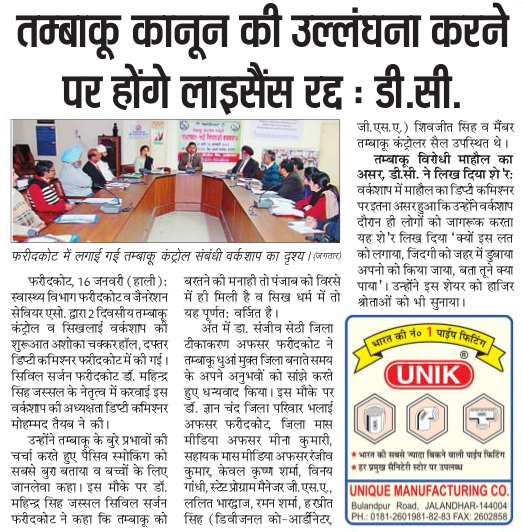 तम्बाकू कानून की उल्लंघना करने
पर होंगे लाइसैंस रद्द : डी.सी.
फरीदकोट में लगाई गई तम्बाकू कंट्रोल संबंधी वर्कशाप का दृश्य। (जगतार)
फरीदकोट, 16 जनवरी (हाली):
स्वास्थ्य विभाग फरीदकोट व जैनरेशन
सेवियर एसो. द्वारा 2 दिवसीय तम्बाकू
कंट्रोल व सिखलाई वर्कशाप की
शुरूआत अशोका चक्कर हॉल, दफ्तर
डिप्टी कमिश्नर फरीदकोट में की गई।
सिविल सर्जन फरीदकोट डॉ. महिन्द्र
सिंह जस्सल के नेतृत्व में करवाई इस
वर्कशाप की अध्यक्षता डिप्टी कमिश्नर
मोहम्मद तैयब ने की।
उन्होंने तम्बाकू के बुरे प्रभावों की
चर्चा करते हुए पैसिव स्मोकिंग को
सबसे बुरा बताया व बच्चों के लिए
जानलेवा कहा। इस मौके पर डॉ.
महिन्द्र सिंह जस्सल सिविल सर्जन
फरीदकोट ने कहा कि तम्बाकू को
बरतने की मनाही तो पंजाब को विरसे
में ही मिली है व सिख धर्म में तो
यह पूर्णत: वर्जित है।
अंत में डा. संजीव सेठी जिला
टीकाकरण अफसर फरीदकोट ने
तम्बाकू धुआं मुक्त जिला बनाते समय
के अपने अनुभवों को सांझे करते
हुए धन्यवाद किया। इस मौके पर
डॉ. ज्ञान चंद जिला परिवार भलाई
अफसर फरीदकोट, जिला मास
मीडिया अफसर मीना कुमारी,
सहायक मास मीडिया अफसर रंजीव
कुमार, केवल कृष्ण शर्मा, विनय
गांधी, स्टेट प्रोग्राम मैनेजर जी.एस.ए.,
ललित भारद्वाज, रमन शर्मा, हरप्रीत
सिंह (डिवीजनल को-आर्डीनेटर,
जी.एस.ए.) शिवजीत सिंह व मैंबर
तम्बाकू कंट्रोलर सैल उपस्थित थे।
तम्बाकू विरोधी माहौल का
असर, डी.सी. ने लिख दिया शे'र:
वर्कशाप में माहौल का डिप्टी कमिश्नर
पर इतना असर हुआ कि उन्होंने वर्कशाप
दौरान ही लोगों को जागरूक करता
यह शे'र लिख दिया 'क्यों इस लत
को लगाया, जिंदगी को जहर में डुबाया
अपनो को किया जाया, बता तूने क्या
पाया'। उन्होंने इस शेयर को हाजिर
श्रोताओं को भी सुनाया।
भारत की नं० 1 पाईप फिटिंग
UNIK
★ भारत की सबसे ज्यादा बिकने वाली पाईप फिटिंग
★ हर प्रमुख सैनिटेरी स्टोर पर उपलब्ध
UNIQUE MANUFACTURING CO.
Bulandpur Road, JALANDHAR-144004
PH.: 0181-2601981-82-83 FAX: 2602858